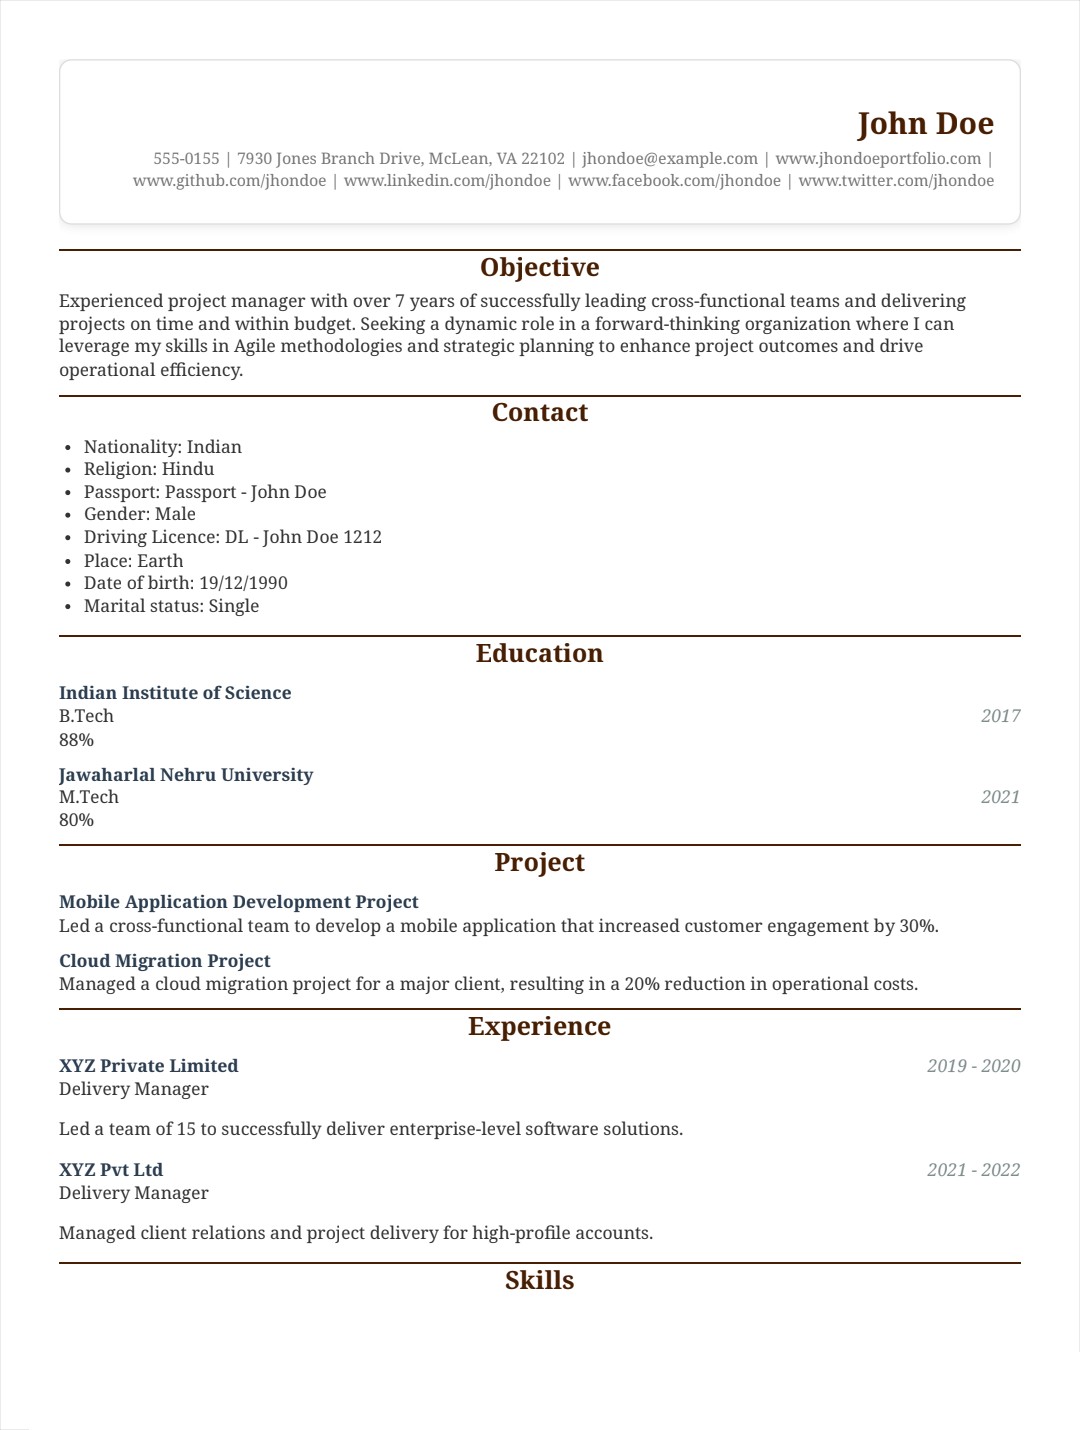 John Doe
555-0155 | 7930 Jones Branch Drive, McLean, VA 22102 | jhondoe@example.com | www.jhondoeportfolio.com |
www.github.com/jhondoe | www.linkedin.com/jhondoe | www.facebook.com/jhondoe | www.twitter.com/jhondoe
Objective
Experienced project manager with over 7 years of successfully leading cross-functional teams and delivering
projects on time and within budget. Seeking a dynamic role in a forward-thinking organization where I can
leverage my skills in Agile methodologies and strategic planning to enhance project outcomes and drive
operational efficiency.
Contact
• Nationality: Indian
• Religion: Hindu
• Passport: Passport - John Doe
• Gender: Male
• Driving Licence: DL - John Doe 1212
• Place: Earth
• Date of birth: 19/12/1990
• Marital status: Single
Education
Indian Institute of Science
B.Tech 2017
88%
Jawaharlal Nehru University
M.Tech 2021
80%
Project
Mobile Application Development Project
Led a cross-functional team to develop a mobile application that increased customer engagement by 30%.
Cloud Migration Project
Managed a cloud migration project for a major client, resulting in a 20% reduction in operational costs.
Experience
XYZ Private Limited 2019 - 2020
Delivery Manager
Led a team of 15 to successfully deliver enterprise-level software solutions.
XYZ Pvt Ltd 2021 - 2022
Delivery Manager
Managed client relations and project delivery for high-profile accounts.
Skills